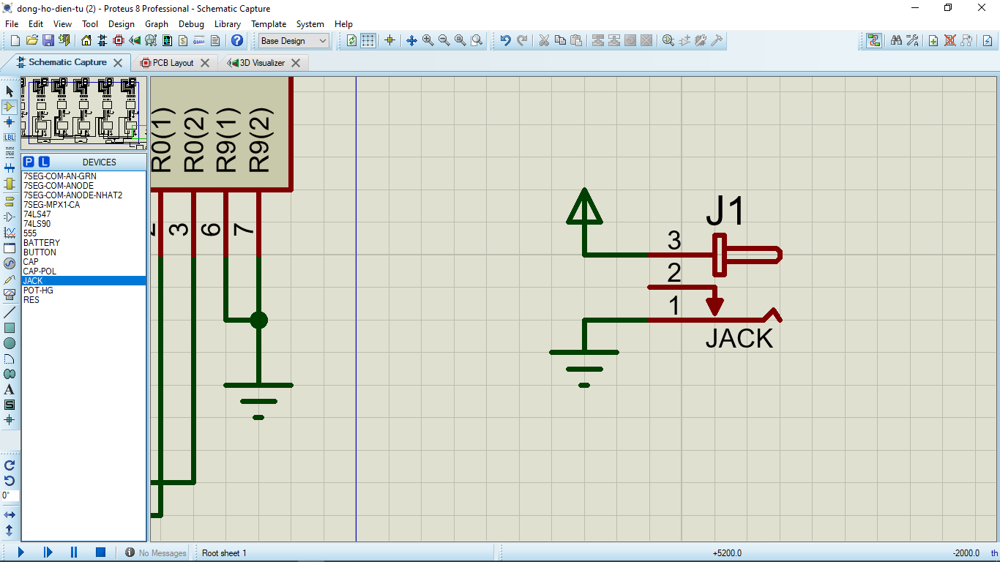 dong-ho-dien-tu (2) - Proteus 8 Professional - Schematic Capture
File Edit View Tool Design Graph Debug Library Template System Help
Base Design
Schematic Capture PCB Layout 3D Visualizer
P L DEVICES
7SEG-COM-AN-GRN
7SEG-COM-ANODE
7SEG-COM-ANODE-NHAT2
7SEG-MPX1-CA
74LS47
74LS90
555
BATTERY
BUTTON
CAP
CAP-POL
JACK
POT-HG
RES
LBL
A
S
0°
R0(1)
R0(2)
R9(1)
R9(2)
3
6
7
J1
3
2
1
JACK
No Messages Root sheet 1 +5200.0 -2000.0 th